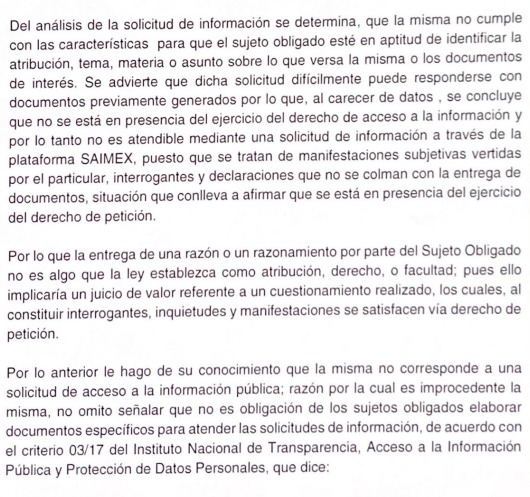 Del análisis de la solicitud de información se determina, que la misma no cumple
con las características para que el sujeto obligado esté en aptitud de identificar la
atribución, tema, materia o asunto sobre lo que versa la misma o los documentos
de interés. Se advierte que dicha solicitud difícilmente puede responderse con
documentos previamente generados por lo que, al carecer de datos , se concluye
que no se está en presencia del ejercicio del derecho de acceso a la información y
por lo tanto no es atendible mediante una solicitud de información a través de la
plataforma SAIMEX, puesto que se tratan de manifestaciones subjetivas vertidas
por el particular, interrogantes y declaraciones que no se colman con la entrega de
documentos, situación que conlleva a afirmar que se está en presencia del ejercicio
del derecho de petición.
Por lo que la entrega de una razón o un razonamiento por parte del Sujeto Obligado
no es algo que la ley establezca como atribución, derecho, o facultad; pues ello
implicaría un juicio de valor referente a un cuestionamiento realizado, los cuales, al
constituir interrogantes, inquietudes y manifestaciones se satisfacen vía derecho de
petición.
Por lo anterior le hago de su conocimiento que la misma no corresponde a una
solicitud de acceso a la información pública; razón por la cual es improcedente la
misma, no omito señalar que no es obligación de los sujetos obligados elaborar
documentos específicos para atender las solicitudes de información, de acuerdo con
el criterio 03/17 del Instituto Nacional de Transparencia, Acceso a la Información
Pública y Protección de Datos Personales, que dice: